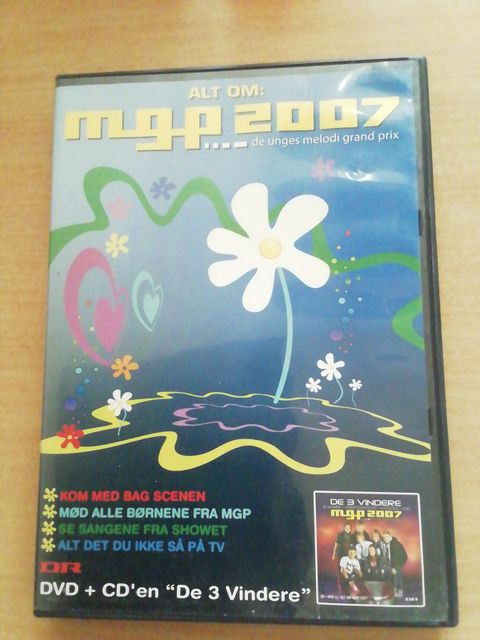 ALT OM:
mgp 2007
de unges melodi grand prix
KOM MED BAG SCENEN
MØD ALLE BØRNENE FRA MGP
SE SANGENE FRA SHOWET
ALT DET DU IKKE SÅ PÅ TV
DR
DVD + CD'en "De 3 Vindere"
DE 3 VINDERE
mgp 2007